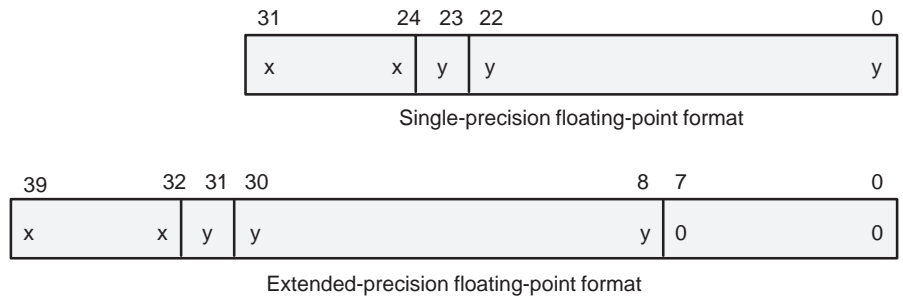 31 24 23 22 0
x x y y y
Single-precision floating-point format
39 32 31 30 8 7 0
x x y y y 0 0
Extended-precision floating-point format